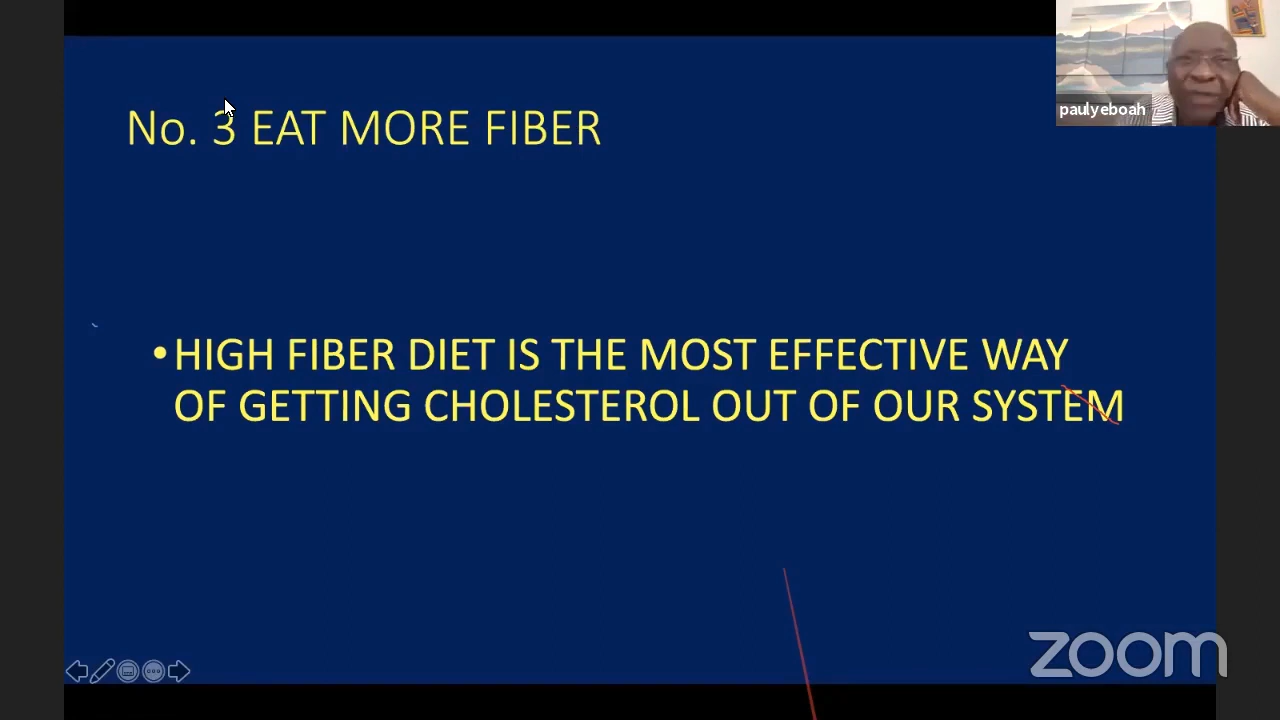 No. 3 EAT MORE FIBER
paulyeboah
•HIGH FIBER DIET IS THE MOST EFFECTIVE WAY
OF GETTING CHOLESTEROL OUT OF OUR SYSTEM
zoom